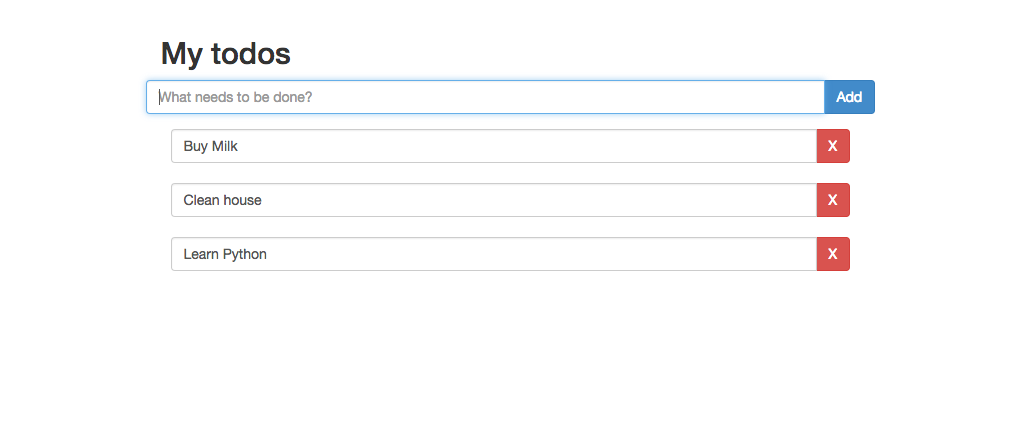 My todos
What needs to be done? Add
Buy Milk X
Clean house X
Learn Python X